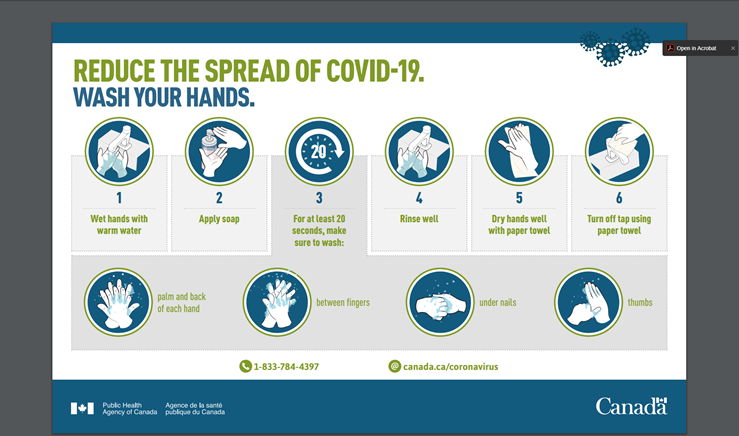 Open in Acrobat
REDUCE THE SPREAD OF COVID-19.
WASH YOUR HANDS.
1
Wet hands with
warm water
2
Apply soap
20
3
For at least 20
seconds, make
sure to wash:
4
Rinse well
5
Dry hands well
with paper towel
6
Turn off tap using
paper towel
palm and back
of each hand
between fingers
under nails
thumbs
1-833-784-4397
@ canada.ca/coronavirus
Public Health
Agency of Canada
Agence de la santé
publique du Canada
Canada